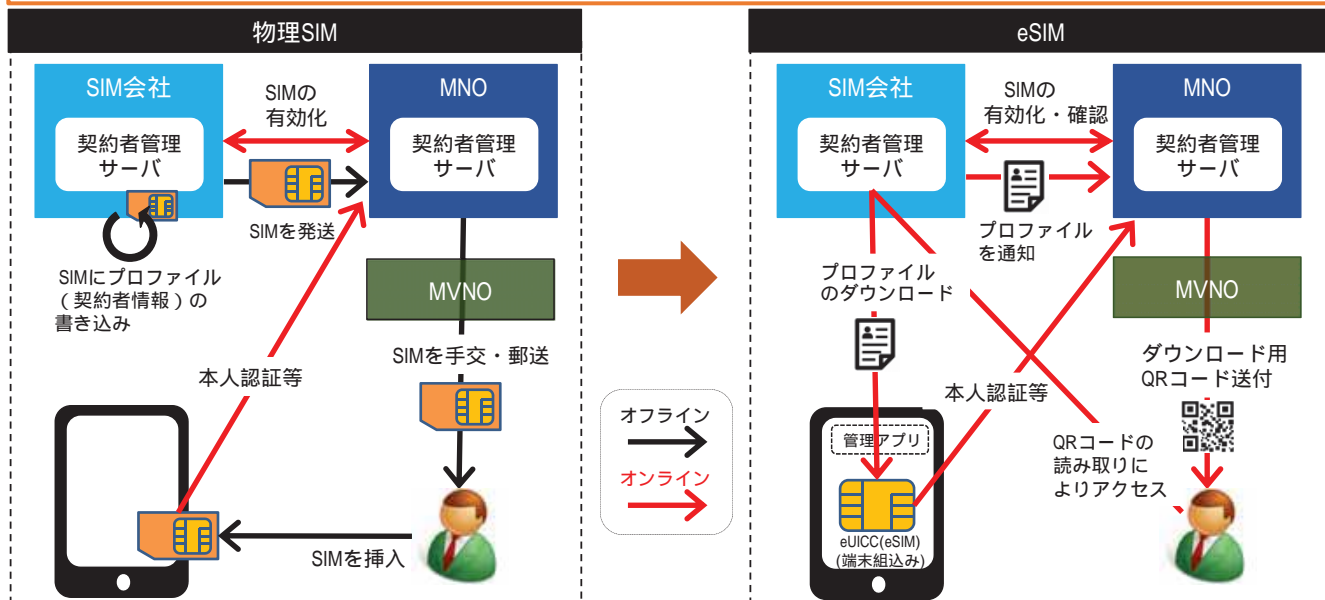 物理SIM
SIM会社
契約者管理
サーバ
SIMの
有効化
MNO
契約者管理
サーバ
SIMを発送
SIMにプロファイル
(契約者情報)の
書き込み
MVNO
SIMを手交・郵送
本人認証等
SIMを挿入
オフライン
オンライン
eSIM
SIM会社
契約者管理
サーバ
SIMの
有効化・確認
MNO
契約者管理
サーバ
プロファイル
を通知
プロファイル
のダウンロード
MVNO
ダウンロード用
QRコード送付
本人認証等
管理アプリ
QRコードの
読み取りに
よりアクセス
eUICC(eSIM)
(端末組込み)